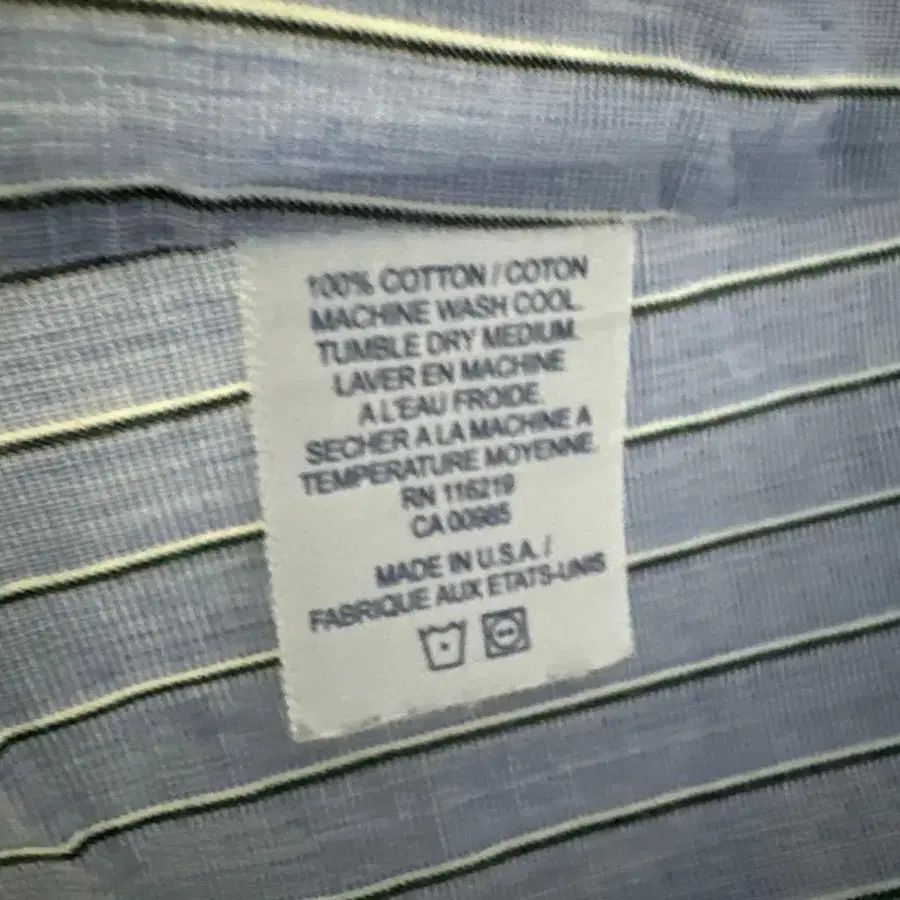 100% COTTON / COTON
MACHINE WASH COOL.
TUMBLE DRY MEDIUM.
LAVER EN MACHINE
A L'EAU FROIDE.
SECHER A LA MACHINE A
TEMPERATURE MOYENNE.
RN 116219
CA 00985
MADE IN U.S.A. /
FABRIQUE AUX ETATS-UNIS